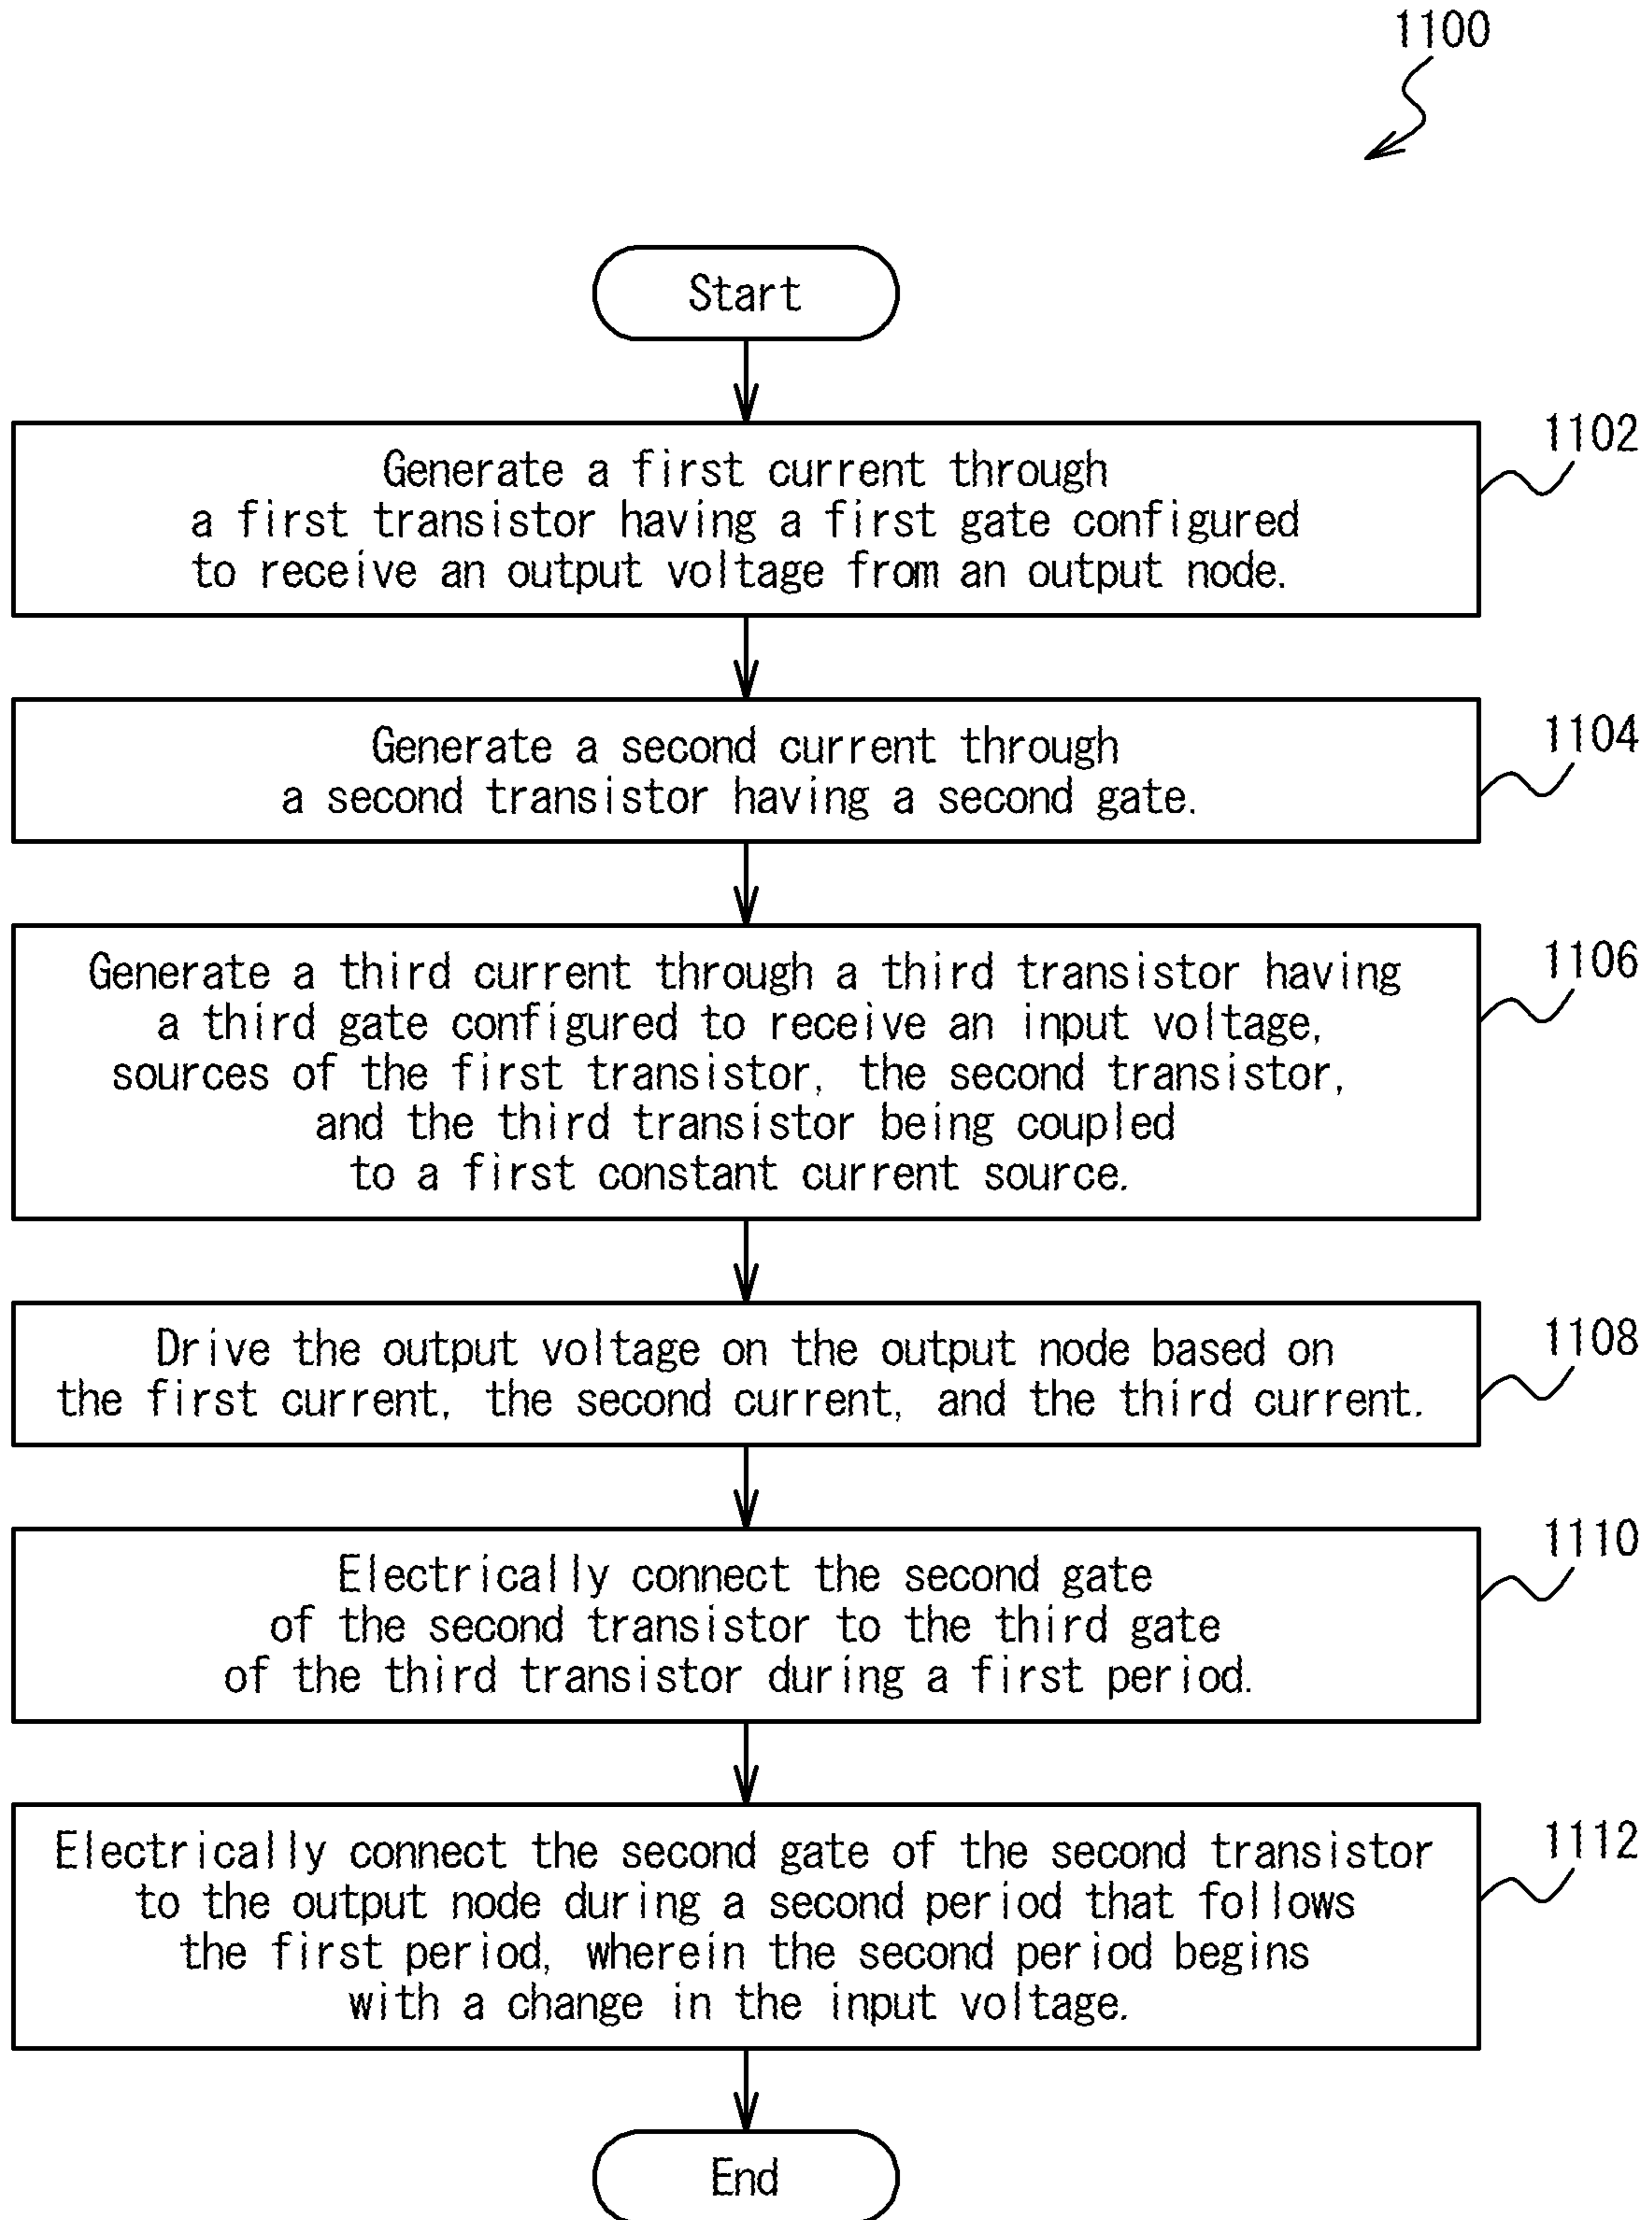 1100
Start
1102
Generate a first current through
a first transistor having a first gate configured
to receive an output voltage from an output node.
1104
Generate a second current through
a second transistor having a second gate.
1106
Generate a third current through a third transistor having
a third gate configured to receive an input voltage,
sources of the first transistor, the second transistor,
and the third transistor being coupled
to a first constant current source.
1108
Drive the output voltage on the output node based on
the first current, the second current, and the third current.
1110
Electrically connect the second gate
of the second transistor to the third gate
of the third transistor during a first period.
1112
Electrically connect the second gate of the second transistor
to the output node during a second period that follows
the first period, wherein the second period begins
with a change in the input voltage.
End